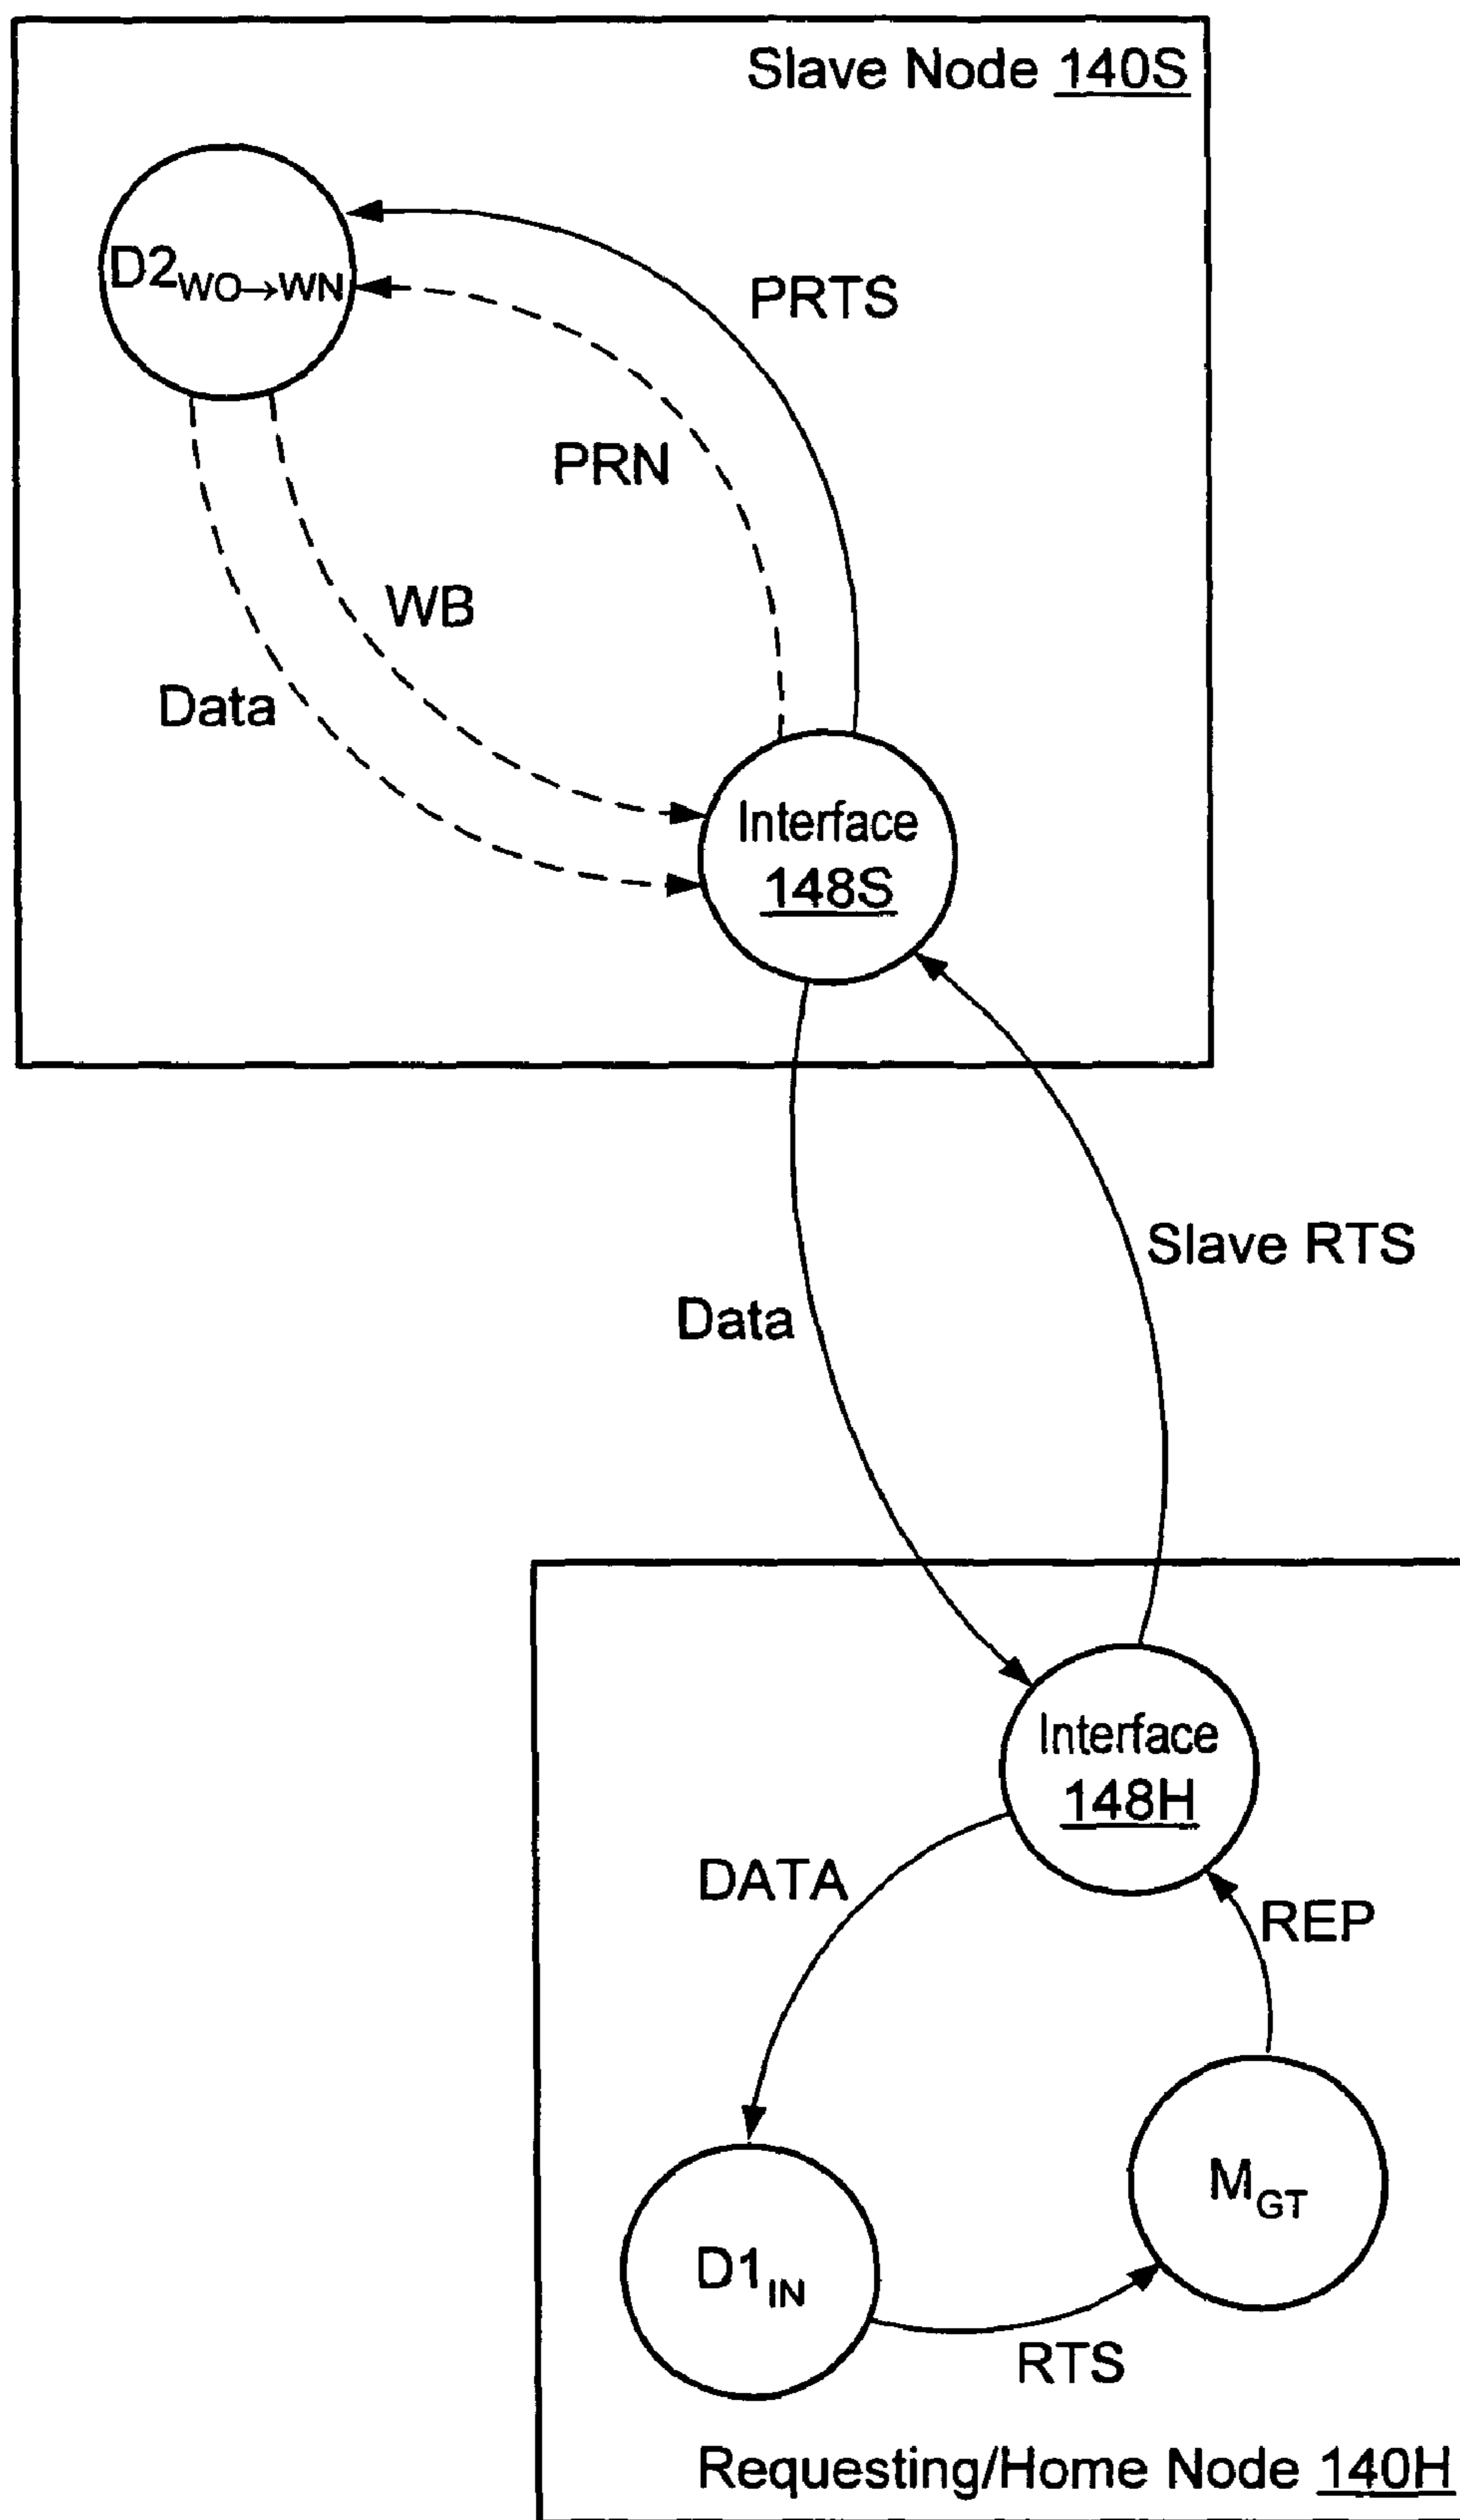 Slave Node 140S
D2WO→WN
PRTS
PRN
WB
Data
Interface
148S
Slave RTS
Data
Interface
148H
DATA
REP
MGT
D1IN
RTS
Requesting/Home Node 140H